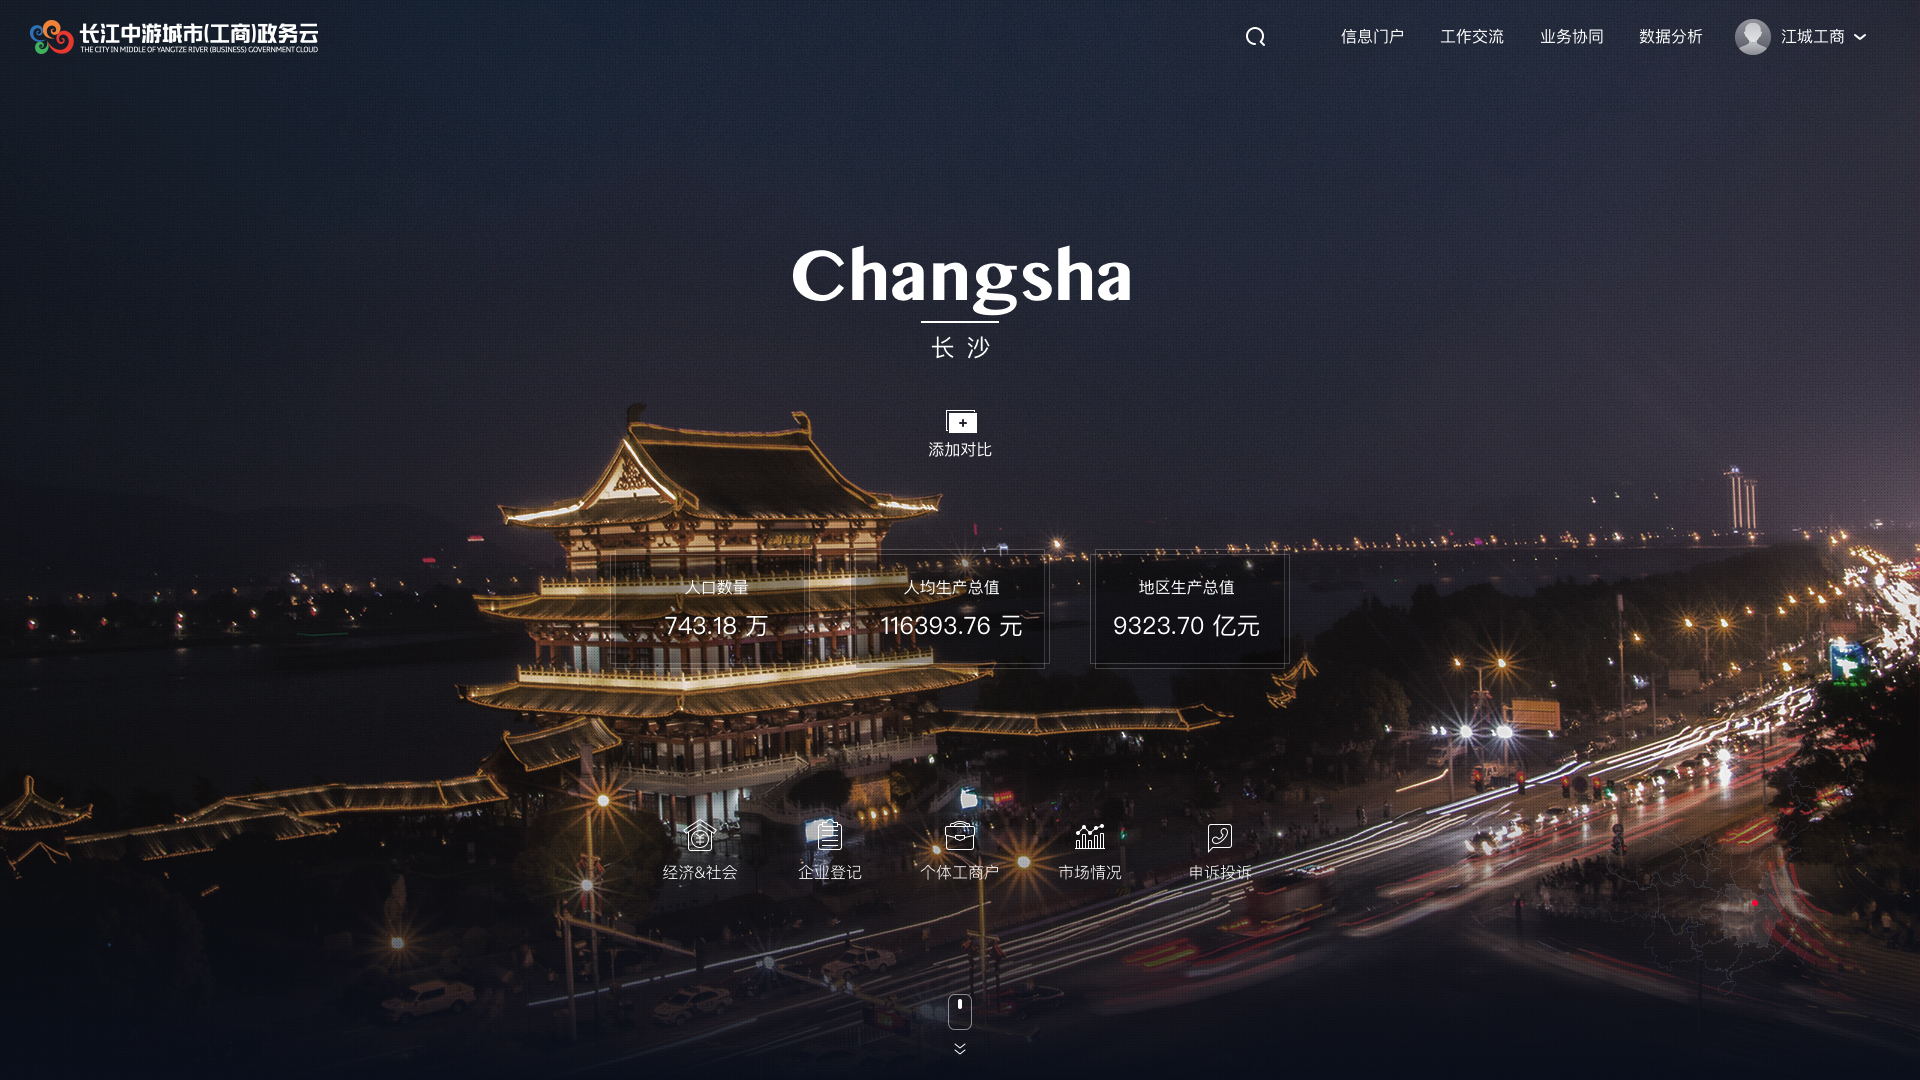 长江中游城市(工商)政务云
THE CITY IN MIDDLE OF YANGTZE RIVER (BUSINESS) GOVERNMENT CLOUD
信息门户 工作交流 业务协同 数据分析 江城工商
Changsha
长沙
添加对比
人口数量
743.18 万
人均生产总值
116393.76 元
地区生产总值
9323.70 亿元
经济&社会
企业登记
个体工商户
市场情况
申诉投诉